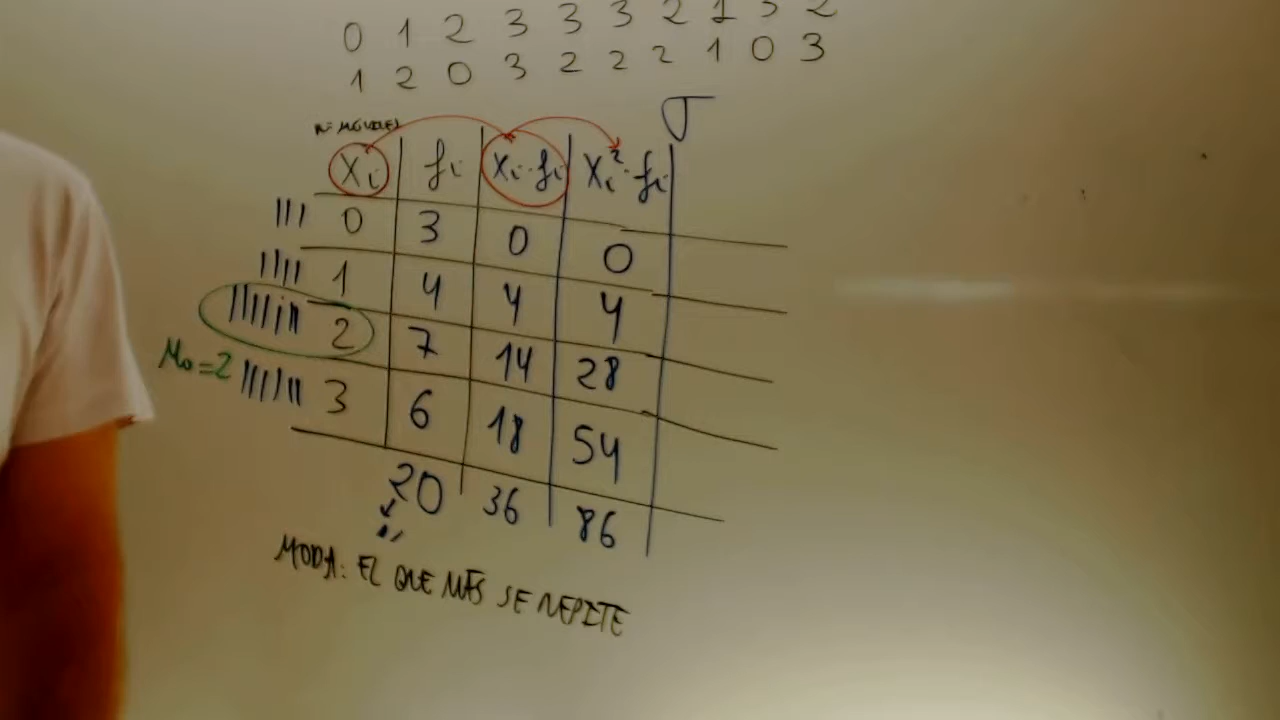 0 1 2 3 3 3 2 1 3 2
1 2 0 3 2 2 2 1 0 3
σ
Nº MÓVILES
Xi fi Xi·fi Xi²·fi
0 3 0 0
1 4 4 4
2 7 14 28
Mo=2
3 6 18 54
20 36 86
N
MODA: EL QUE MÁS SE REPITE